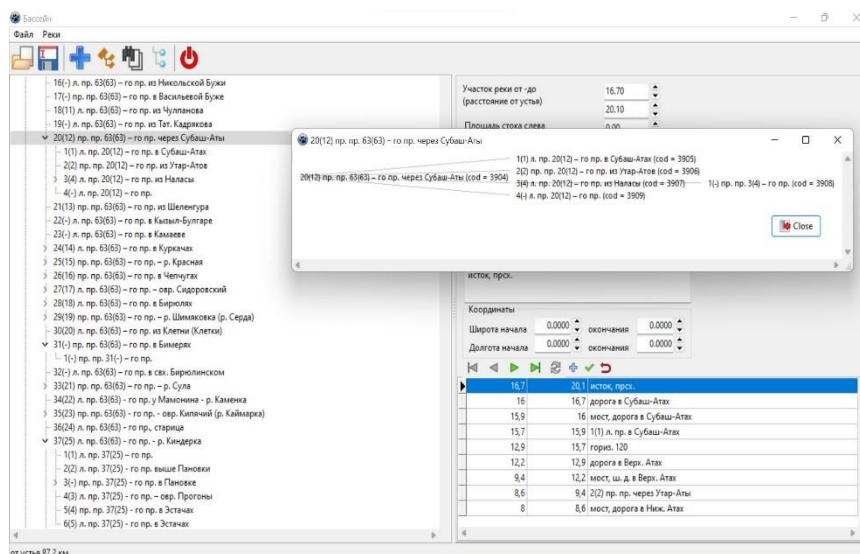 Бассейн
Файл Реки
16(-) л. пр. 63(63) – го пр. из Никольской Бужи
17(-) пр. пр. 63(63) – го пр. в Васильевой Буже
18(11) л. пр. 63(63) – го пр. из Чулпанова
19(-) л. пр. 63(63) – го пр. из Тат. Кадрякова
20(12) пр. пр. 63(63) – го пр. через Субаш-Аты
1(1) л. пр. 20(12) – го пр. в Субаш-Атах
2(2) пр. пр. 20(12) – го пр. из Утар-Атов
3(4) л. пр. 20(12) – го пр. из Наласы
4(-) л. пр. 20(12) – го пр.
21(13) пр. пр. 63(63) – го пр. из Шеленгура
22(-) л. пр. 63(63) – го пр. в Кызыл-Булгаре
23(-) л. пр. 63(63) – го пр. в Камаеве
24(14) л. пр. 63(63) – го пр. в Куркачах
25(15) пр. пр. 63(63) – го пр. – р. Красная
26(16) пр. пр. 63(63) – го пр. в Чепчугах
27(17) л. пр. 63(63) – го пр. – овр. Сидоровский
28(18) л. пр. 63(63) – го пр. в Бирюлях
29(19) пр. пр. 63(63) – го пр. – р. Шимяковка (р. Серда)
30(20) л. пр. 63(63) – го пр. из Клетни (Клетки)
31(-) пр. пр. 63(63) – го пр. в Бимерях
1(-) пр. пр. 31(-) – го пр.
32(-) л. пр. 63(63) – го пр. в свх. Бирюлинском
33(21) пр. пр. 63(63) – го пр. – р. Сула
34(22) л. пр. 63(63) - го пр. у Мамонина - р. Каменка
35(23) пр. пр. 63(63) - го пр. - овр. Кипячий (р. Каймарка)
36(24) л. пр. 63(63) - го пр., старица
37(25) л. пр. 63(63) - го пр. - р. Киндерка
1(1) л. пр. 37(25) – го пр.
2(2) л. пр. 37(25) - го пр. выше Пановки
3(-) пр. пр. 37(25) - го пр. в Пановке
4(3) л. пр. 37(25) - го пр. – овр. Прогоны
5(4) пр. пр. 37(25) - го пр. в Эстачах
6(5) л. пр. 37(25) - го пр. в Эстачах
от устья 87,2 км
Участок реки от -до 16.70
(расстояние от устья) 20.10
Площадь стока слева 0.00
20(12) пр. пр. 63(63) – го пр. через Субаш-Аты
20(12) пр. пр. 63(63) – го пр. через Субаш-Аты (cod = 3904)
1(1) л. пр. 20(12) – го пр. в Субаш-Атах (cod = 3905)
2(2) пр. пр. 20(12) – го пр. из Утар-Атов (cod = 3906)
3(4) л. пр. 20(12) – го пр. из Наласы (cod = 3907) 1(-) пр. пр. 3(4) – го пр. (cod = 3908)
4(-) л. пр. 20(12) – го пр. (cod = 3909)
Close
исток, прсх.
Координаты
Широта начала 0.0000 окончания 0.0000
Долгота начала 0.0000 окончания 0.0000
16,7 20,1 исток, прсх.
16 16,7 дорога в Субаш-Атах
15,9 16 мост, дорога в Субаш-Атах
15,7 15,9 1(1) л. пр. в Субаш-Атах
12,9 15,7 гориз. 120
12,2 12,9 дорога в Верх. Атах
9,4 12,2 мост, ш. д. в Верх. Атах
8,6 9,4 2(2) пр. пр. через Утар-Аты
8 8,6 мост, дорога в Ниж. Атах